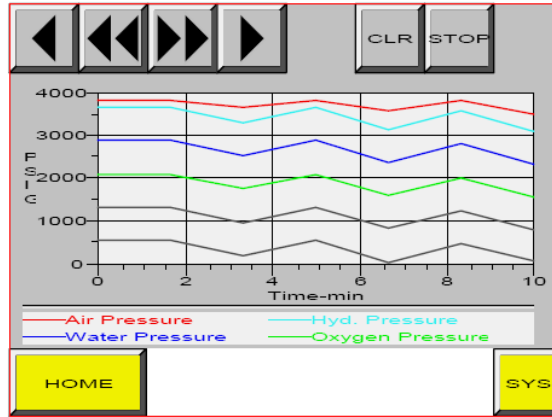 CLR STOP
4000
3000
2000
1000
0
PSIG
0 2 4 6 8 10
Time-min
Air Pressure Hyd. Pressure
Water Pressure Oxygen Pressure
HOME SYS